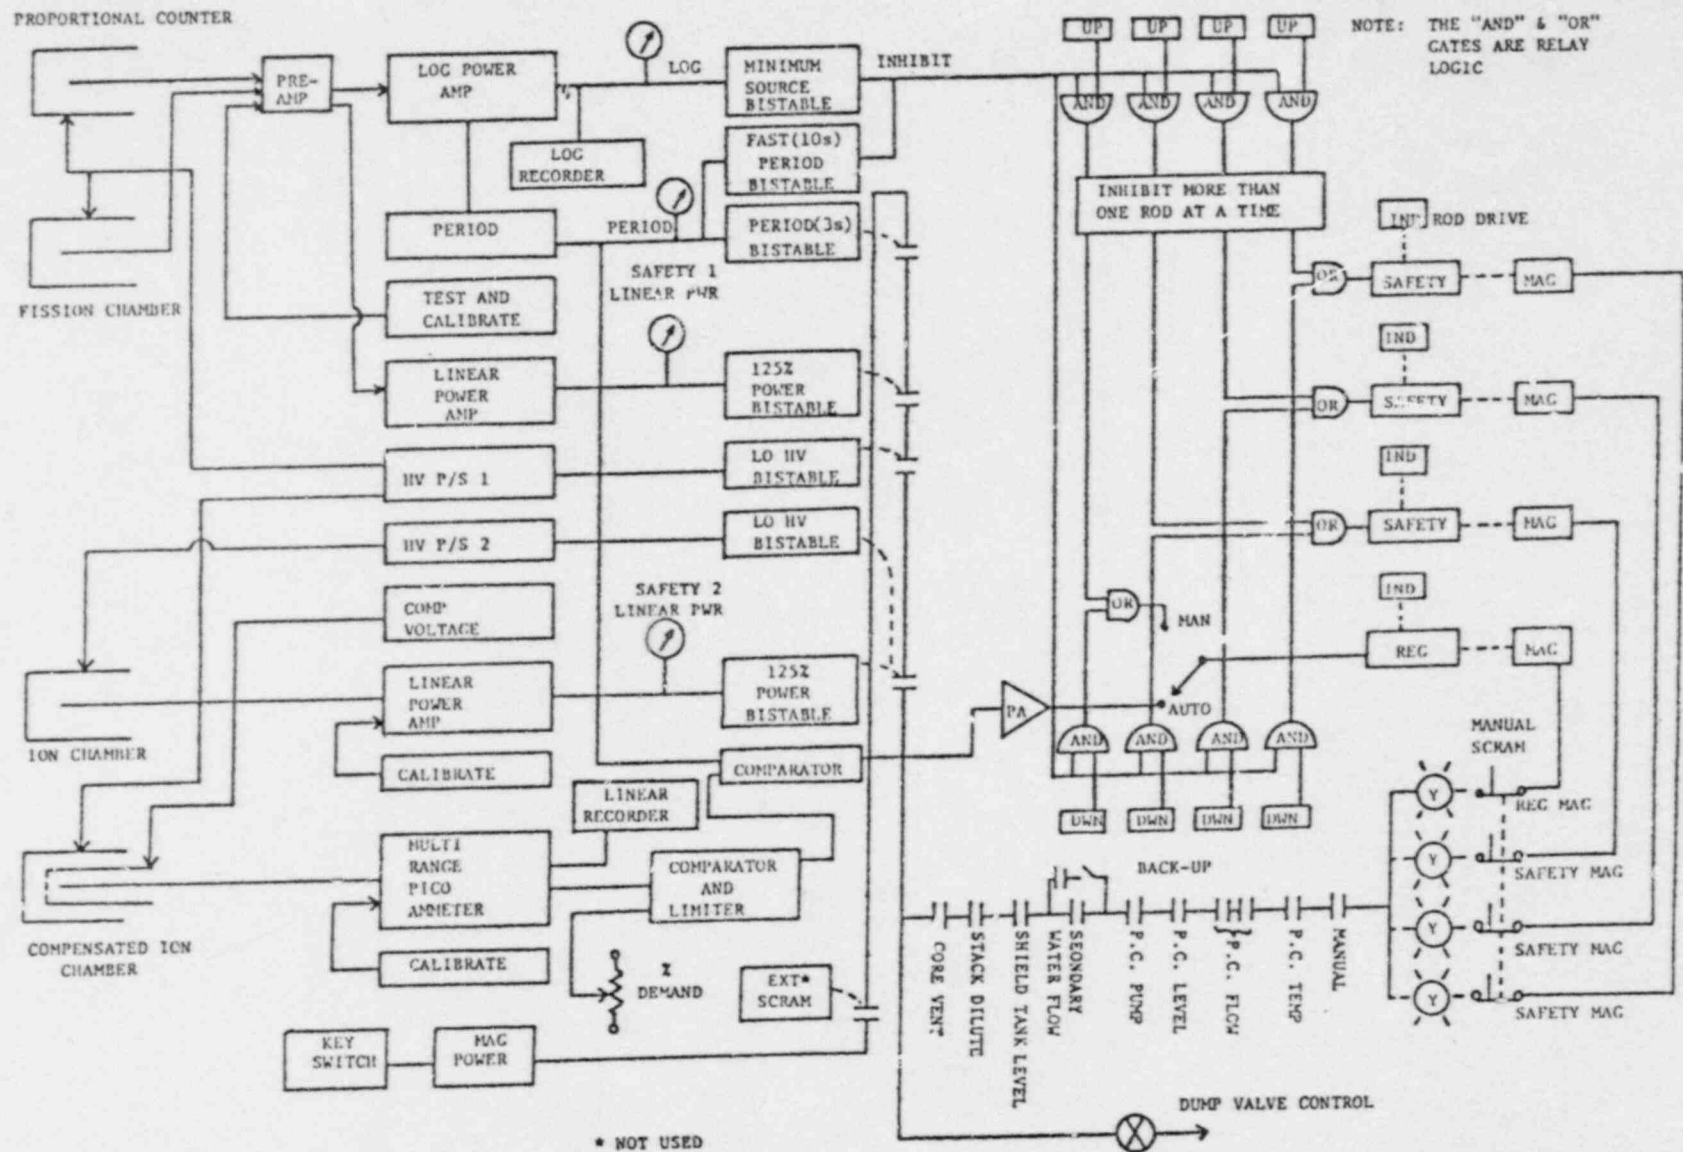 PROPORTIONAL COUNTER
PRE-
AMP
LOG POWER
AMP
LOG
MINIMUM
SOURCE
BISTABLE
INHIBIT
UP
UP
UP
UP
NOTE: THE "AND" & "OR"
GATES ARE RELAY
LOGIC
AND
AND
AND
AND
LOG
RECORDER
FAST(10s)
PERIOD
BISTABLE
INHIBIT MORE THAN
ONE ROD AT A TIME
FISSION CHAMBER
PERIOD
PERIOD
PERIOD(3s)
BISTABLE
IND ROD DRIVE
OR
SAFETY
MAG
TEST AND
CALIBRATE
SAFETY 1
LINEAR PWR
LINEAR
POWER
AMP
125%
POWER
BISTABLE
IND
OR
SAFETY
MAG
HV P/S 1
LO HV
BISTABLE
IND
OR
SAFETY
MAG
HV P/S 2
LO HV
BISTABLE
COMP
VOLTAGE
SAFETY 2
LINEAR PWR
OR
MAN
IND
REG
MAG
ION CHAMBER
LINEAR
POWER
AMP
125%
POWER
BISTABLE
PA
AUTO
AND
AND
AND
AND
CALIBRATE
COMPARATOR
LINEAR
RECORDER
DWN
DWN
DWN
DWN
MANUAL
SCRAM
Y
REG MAG
Y
SAFETY MAG
Y
SAFETY MAG
Y
SAFETY MAG
COMPENSATED ION
CHAMBER
MULTI
RANGE
PICO
AMMETER
COMPARATOR
AND
LIMITER
CALIBRATE
%
DEMAND
EXT*
SCRAM
KEY
SWITCH
MAG
POWER
BACK-UP
CORE VENT
STACK DILUTE
SHIELD TANK LEVEL
SECONDARY
WATER FLOW
P.C. PUMP
P.C. LEVEL
P.C. FLOW
P.C. TEMP
MANUAL
DUMP VALVE CONTROL
* NOT USED